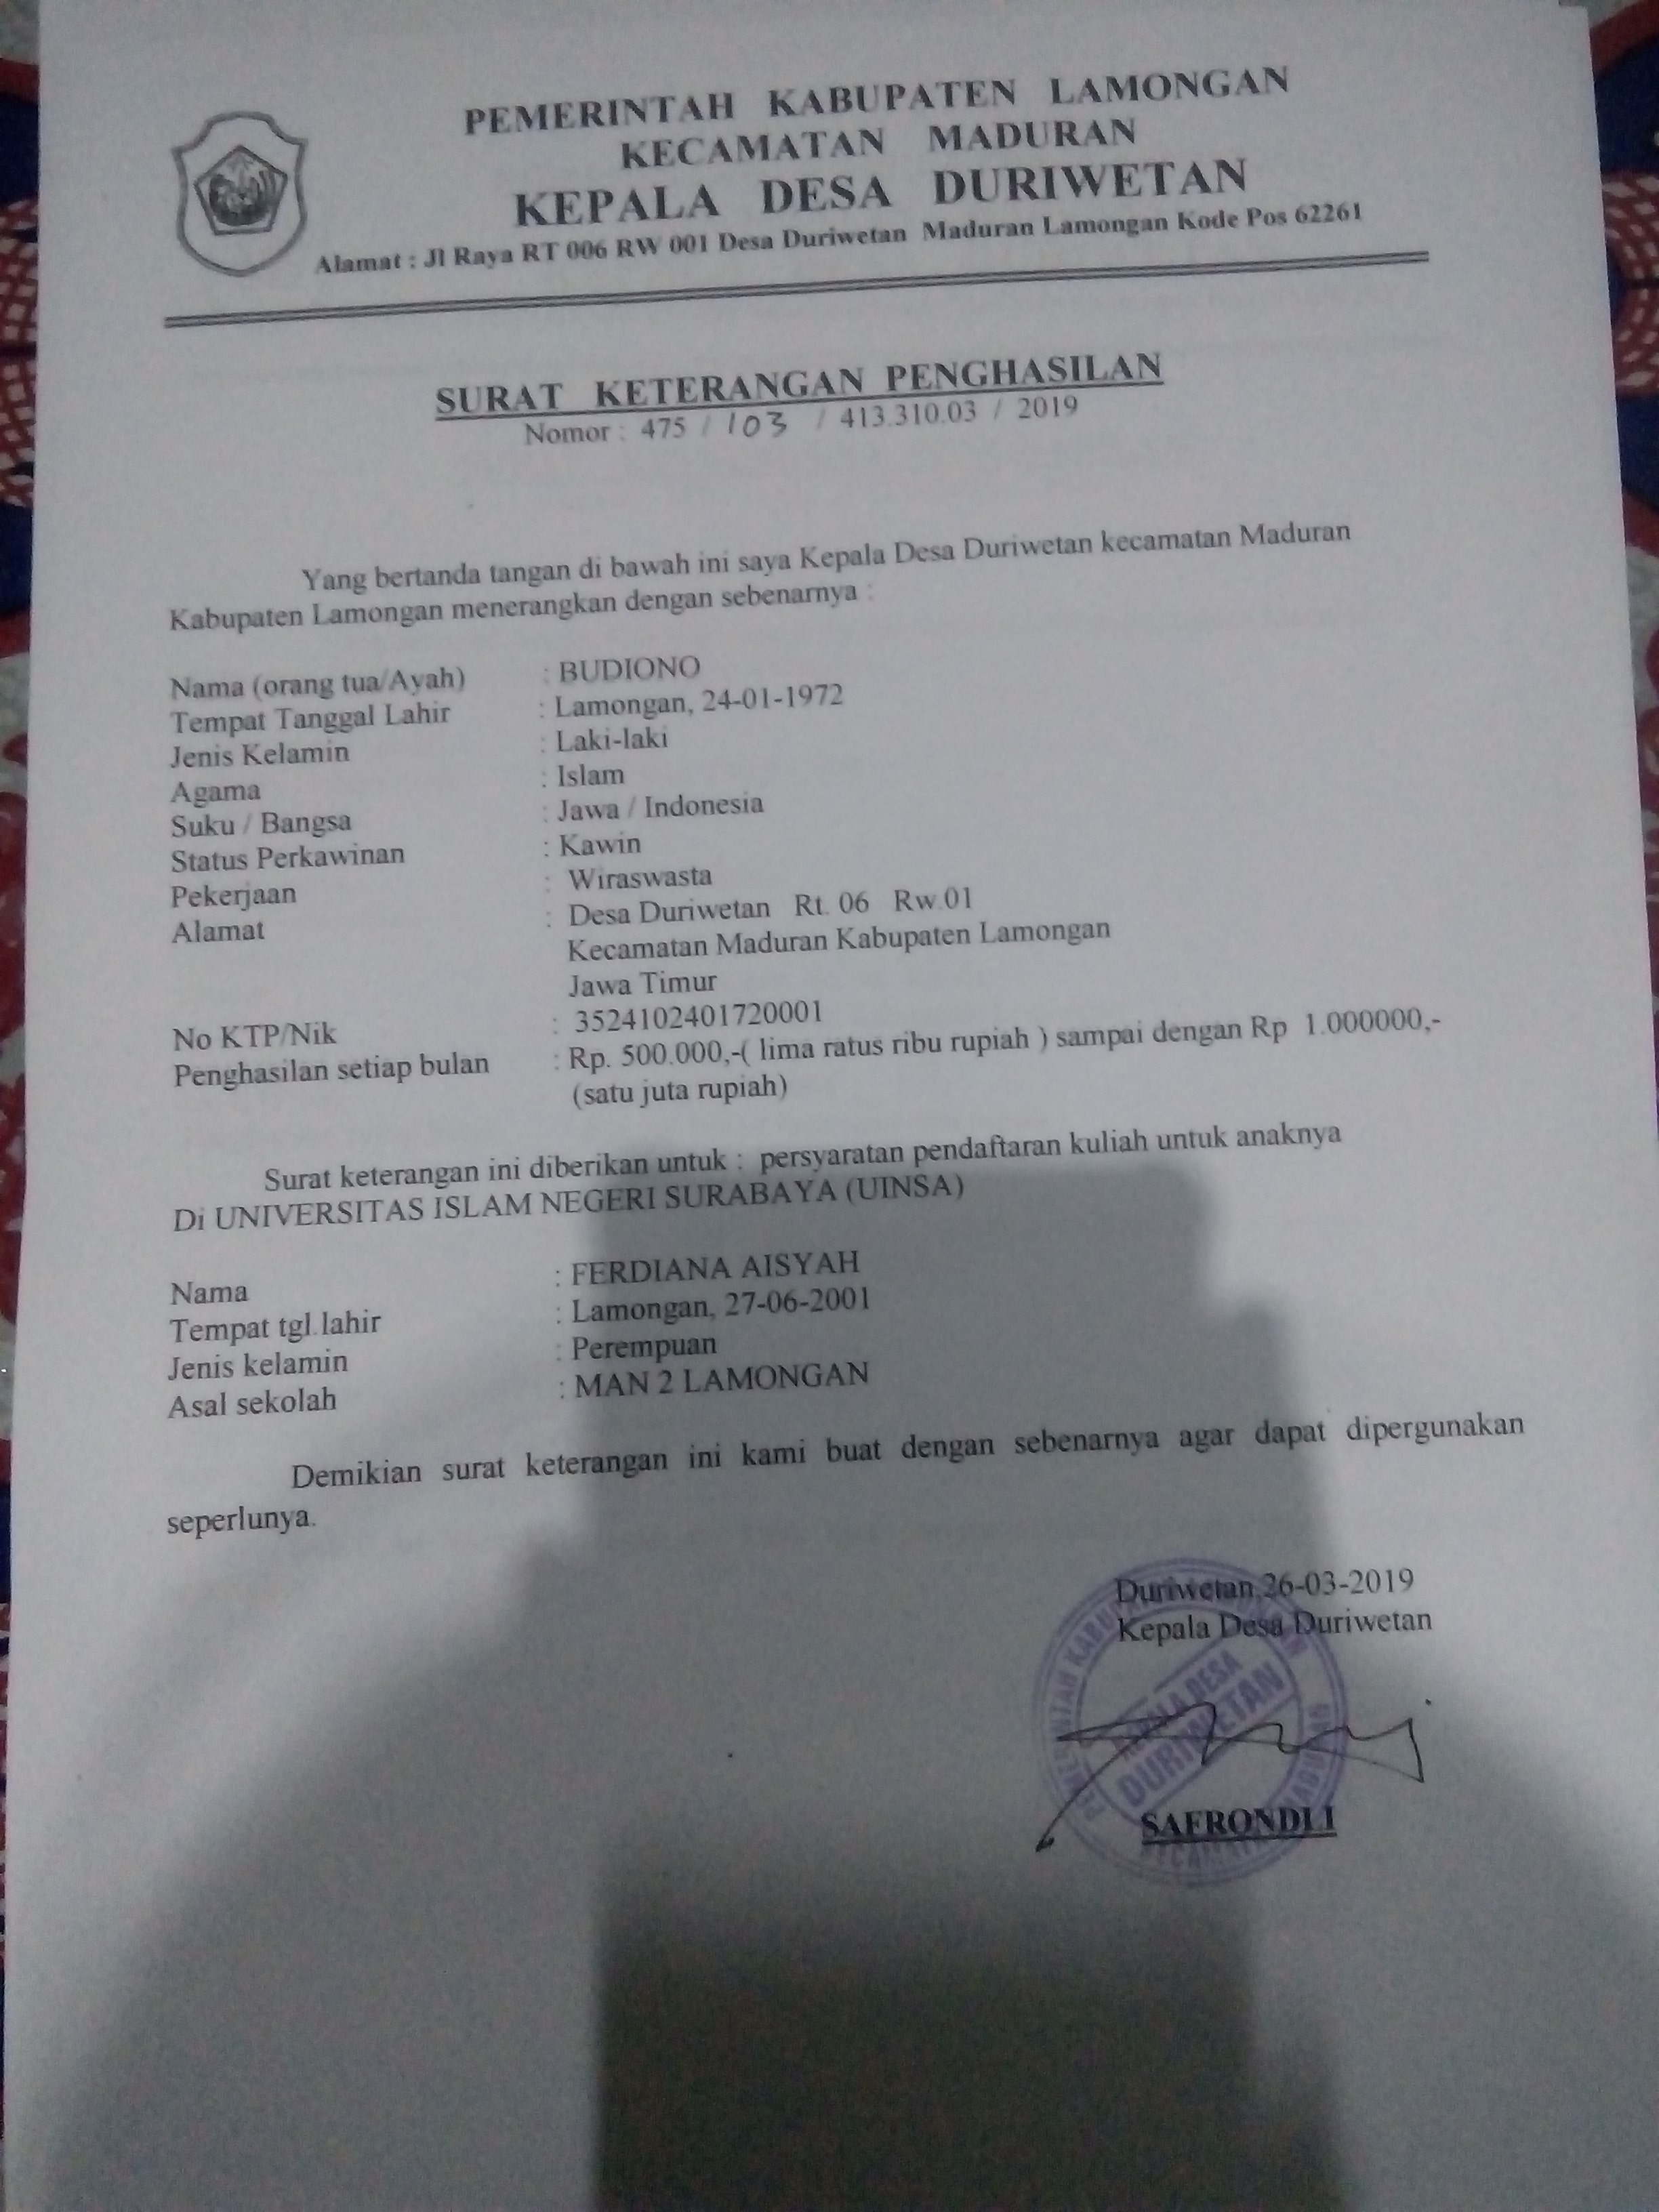 PEMERINTAH KABUPATEN LAMONGAN
KECAMATAN MADURAN
KEPALA DESA DURIWETAN
Alamat : Jl Raya RT 006 RW 001 Desa Duriwetan Maduran Lamongan Kode Pos 62261
SURAT KETERANGAN PENGHASILAN
Nomor : 475 / 103 / 413.310.03 / 2019
Yang bertanda tangan di bawah ini saya Kepala Desa Duriwetan kecamatan Maduran
Kabupaten Lamongan menerangkan dengan sebenarnya :
Nama (orang tua/Ayah) : BUDIONO
Tempat Tanggal Lahir : Lamongan, 24-01-1972
Jenis Kelamin : Laki-laki
Agama : Islam
Suku / Bangsa : Jawa / Indonesia
Status Perkawinan : Kawin
Pekerjaan : Wiraswasta
Alamat : Desa Duriwetan Rt. 06 Rw.01
Kecamatan Maduran Kabupaten Lamongan
Jawa Timur
No KTP/Nik : 3524102401720001
Penghasilan setiap bulan : Rp. 500.000,-( lima ratus ribu rupiah ) sampai dengan Rp 1.000000,-
(satu juta rupiah)
Surat keterangan ini diberikan untuk : persyaratan pendaftaran kuliah untuk anaknya
Di UNIVERSITAS ISLAM NEGERI SURABAYA (UINSA)
Nama : FERDIANA AISYAH
Tempat tgl.lahir : Lamongan, 27-06-2001
Jenis kelamin : Perempuan
Asal sekolah : MAN 2 LAMONGAN
Demikian surat keterangan ini kami buat dengan sebenarnya agar dapat dipergunakan
seperlunya.
Duriwetan,26-03-2019
Kepala Desa Duriwetan
KEPALA DESA
DURIWETAN
SAFRONDLI